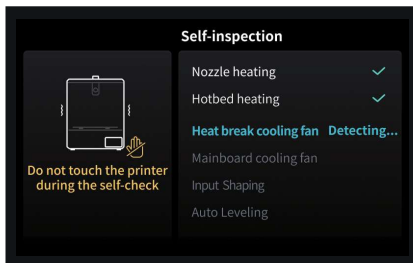 Self-inspection
Do not touch the printer
during the self-check
Nozzle heating
Hotbed heating
Heat break cooling fan Detecting...
Mainboard cooling fan
Input Shaping
Auto Leveling